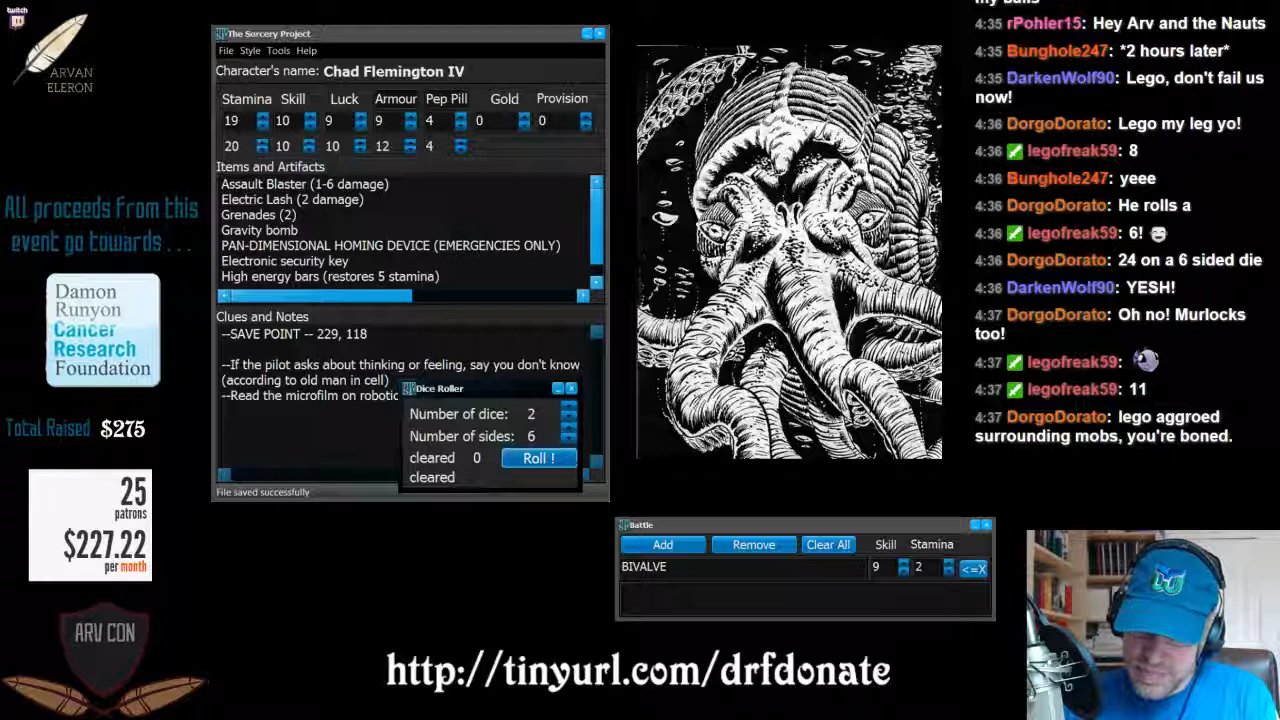 twitch
ARVAN
ELERON
All proceeds from this
event go towards . . .
Damon
Runyon
Cancer
Research
Foundation
Total Raised $275
25
patrons
$227.22
per month
ARV CON
The Sorcery Project
File Style Tools Help
Character's name: Chad Flemington IV
Stamina Skill Luck Armour Pep Pill Gold Provision
19 10 9 9 4 0 0
20 10 10 12 4
Items and Artifacts
Assault Blaster (1-6 damage)
Electric Lash (2 damage)
Grenades (2)
Gravity bomb
PAN-DIMENSIONAL HOMING DEVICE (EMERGENCIES ONLY)
Electronic security key
High energy bars (restores 5 stamina)
Clues and Notes
--SAVE POINT -- 229, 118
--If the pilot asks about thinking or feeling, say you don't know
(according to old man in cell)
--Read the microfilm on robotic
File saved successfully
Dice Roller
Number of dice: 2
Number of sides: 6
cleared 0 Roll !
cleared
Battle
Add Remove Clear All Skill Stamina
BIVALVE 9 2 <=X
http://tinyurl.com/drfdonate
my balls
4:35 rPohler15: Hey Arv and the Nauts
4:35 Bunghole247: *2 hours later*
4:35 DarkenWolf90: Lego, don't fail us
now!
4:36 DorgoDorato: Lego my leg yo!
4:36 legofreak59: 8
4:36 Bunghole247: yeee
4:36 DorgoDorato: He rolls a
4:36 legofreak59: 6!
4:36 DorgoDorato: 24 on a 6 sided die
4:36 DarkenWolf90: YESH!
4:37 DorgoDorato: Oh no! Murlocks
too!
4:37 legofreak59:
4:37 legofreak59: 11
4:37 DorgoDorato: lego aggroed
surrounding mobs, you're boned.